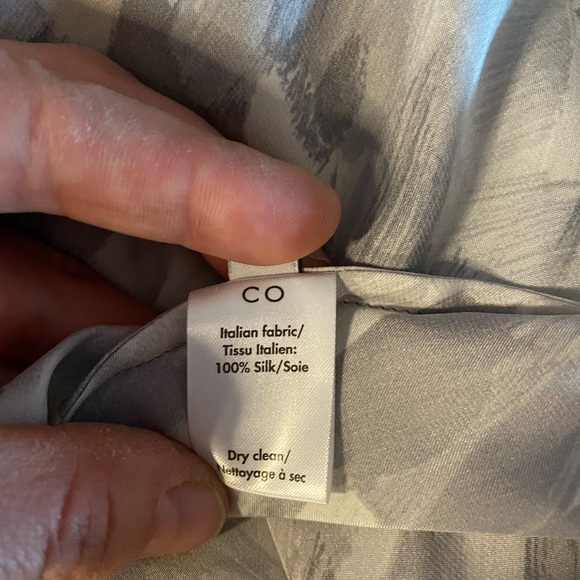 CO
Italian fabric/
Tissu Italien:
100% Silk/Soie
Dry clean/
Nettoyage à sec